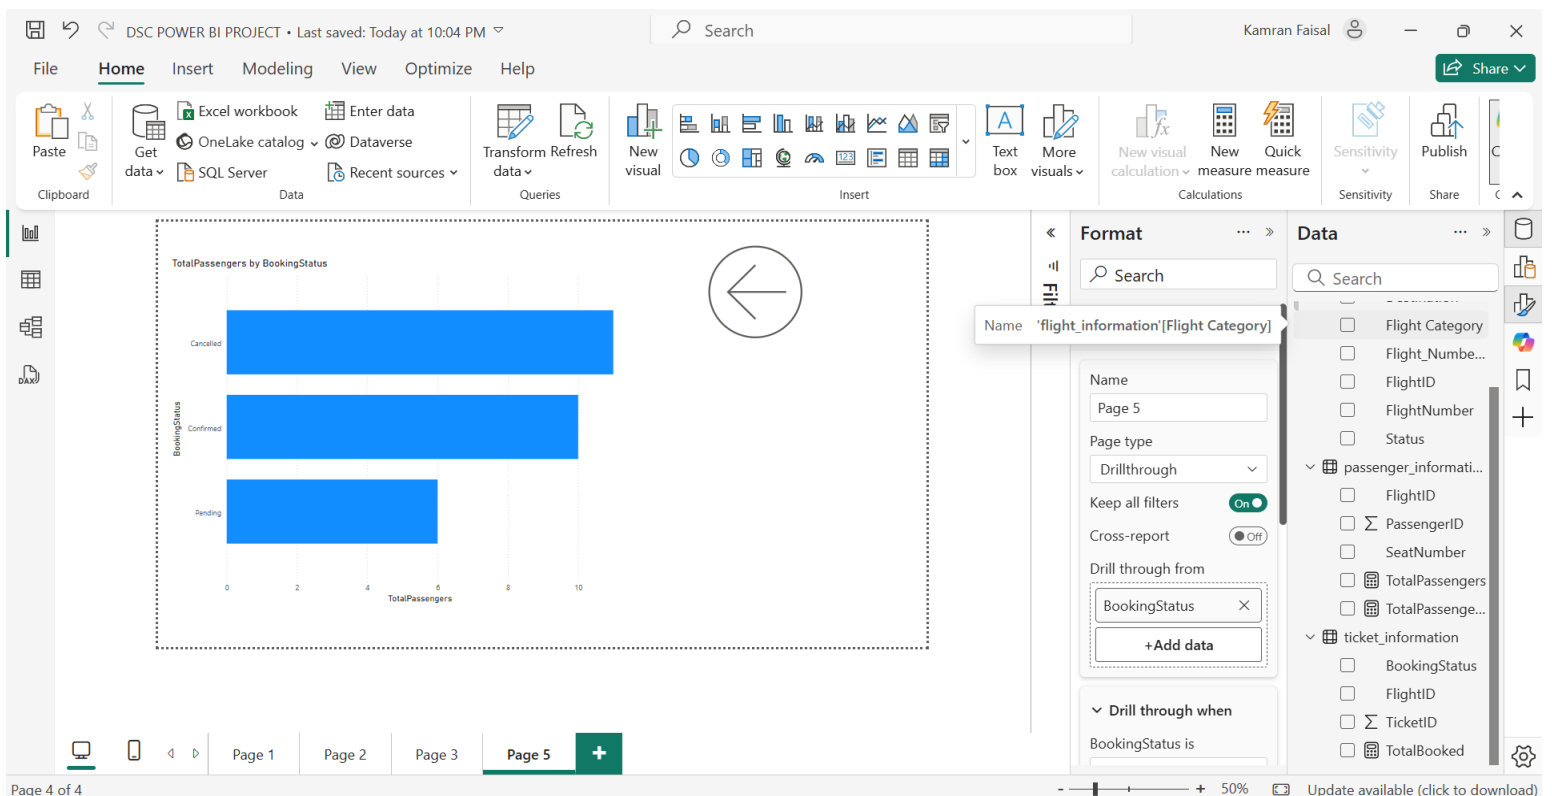 DSC POWER BI PROJECT • Last saved: Today at 10:04 PM
Search
Kamran Faisal
File Home Insert Modeling View Optimize Help
Share
Paste
Clipboard
Get data
Excel workbook
OneLake catalog
SQL Server
Enter data
Dataverse
Recent sources
Data
Transform data
Refresh
Queries
New visual
Insert
Text box
More visuals
New visual calculation
New measure
Quick measure
Calculations
Sensitivity
Sensitivity
Publish
Share
DAX
TotalPassengers by BookingStatus
BookingStatus
Cancelled
Confirmed
Pending
0 2 4 6 8 10
TotalPassengers
Format
Search
Name 'flight_information'[Flight Category]
Name
Page 5
Page type
Drillthrough
Keep all filters
On
Cross-report
Off
Drill through from
BookingStatus
+Add data
Drill through when
BookingStatus is
Data
Search
Flight Category
Flight_Numbe...
FlightID
FlightNumber
Status
passenger_informati...
FlightID
PassengerID
SeatNumber
TotalPassengers
TotalPassenge...
ticket_information
BookingStatus
FlightID
TicketID
TotalBooked
Page 1
Page 2
Page 3
Page 5
Page 4 of 4
- + 50%
Update available (click to download)